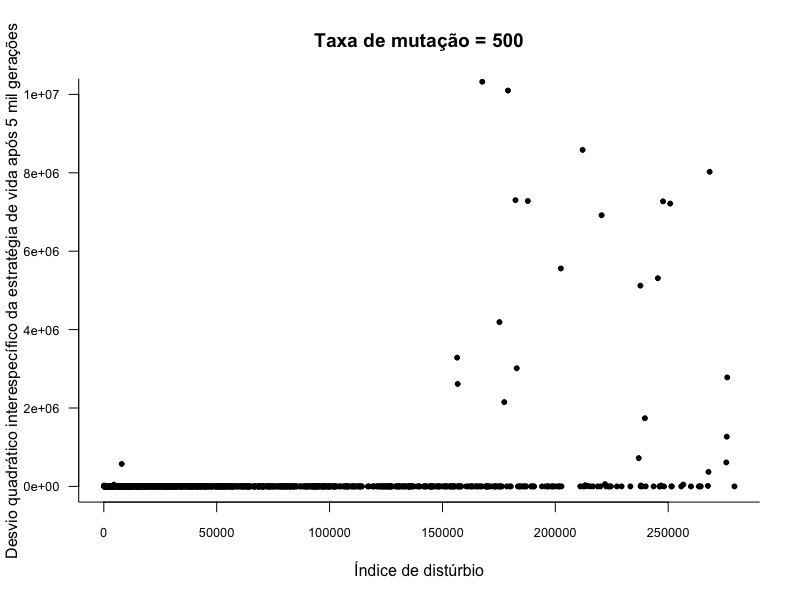 Taxa de mutação = 500
Desvio quadrático interespecífico da estratégia de vida após 5 mil gerações
1e+07
8e+06
6e+06
4e+06
2e+06
0e+00
0 50000 100000 150000 200000 250000
Índice de distúrbio